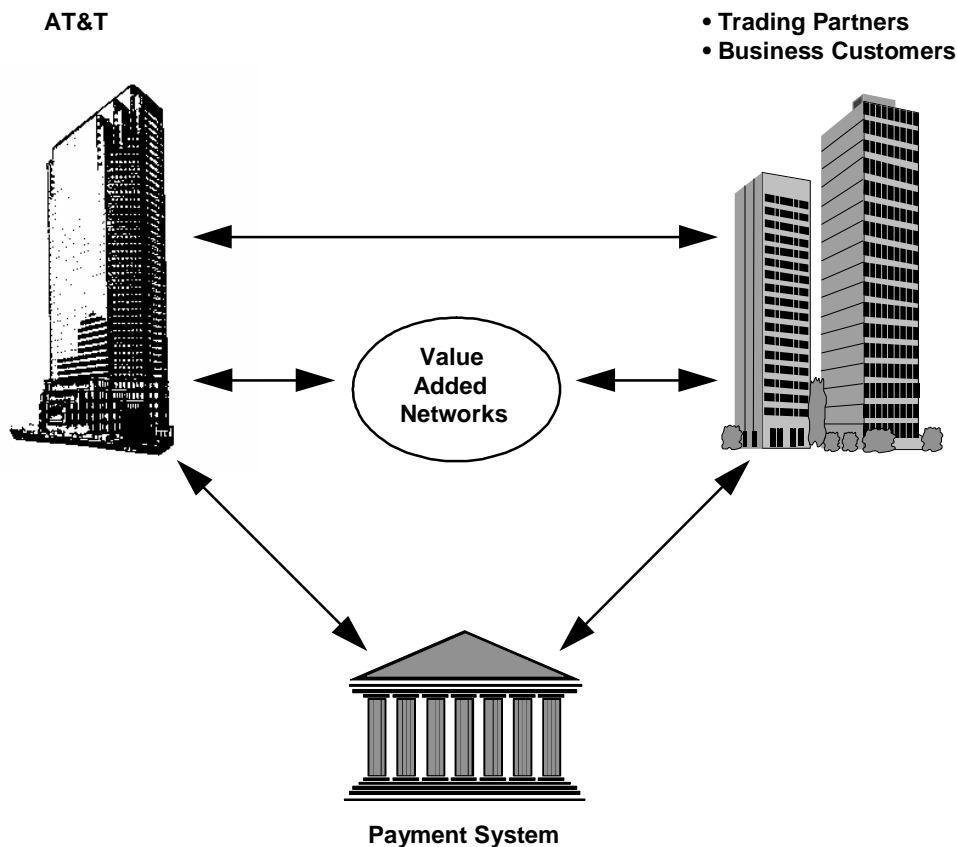 AT&T
• Trading Partners
• Business Customers
Value
Added
Networks
Payment System